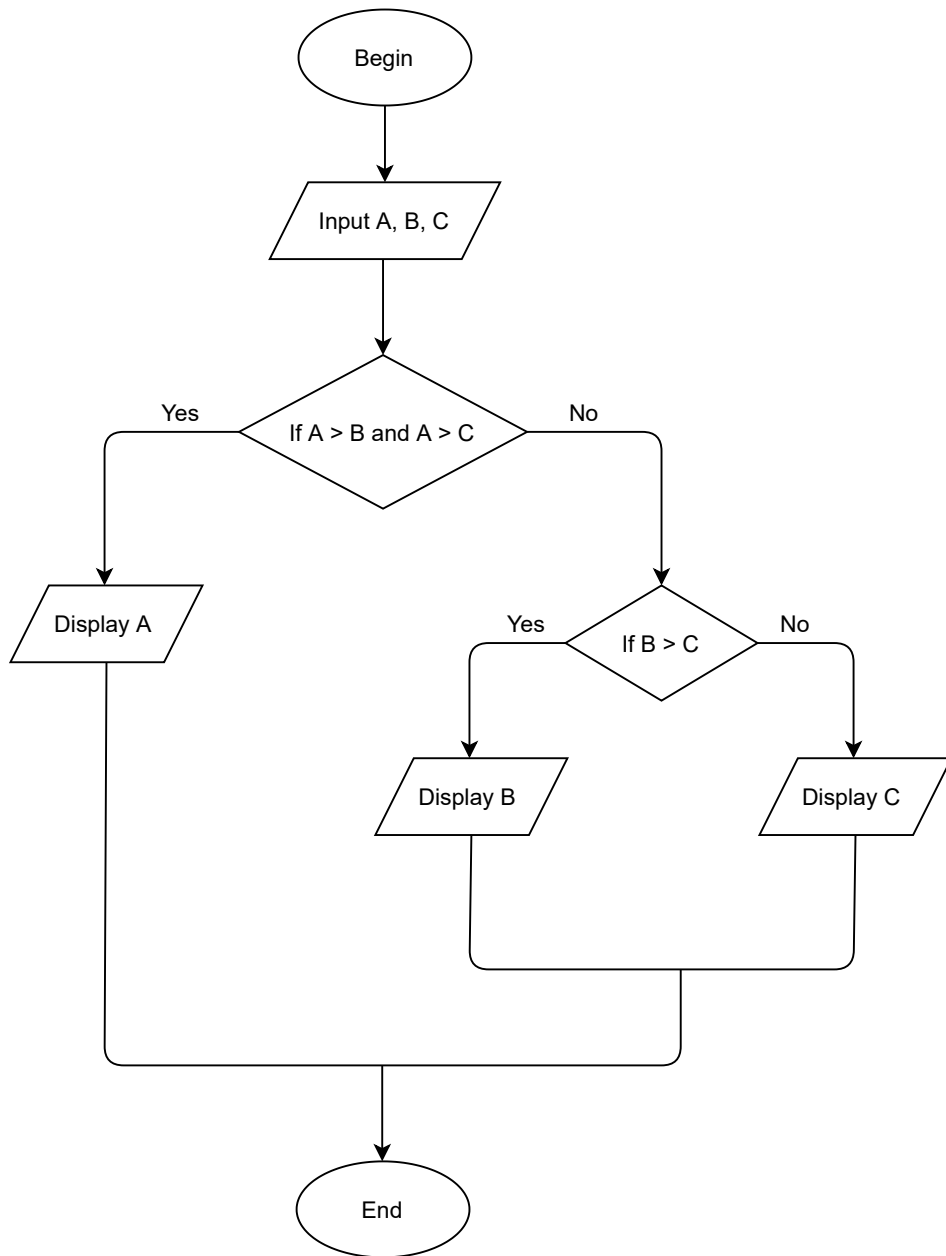 Begin
Input A, B, C
If A > B and A > C
Yes
No
Display A
If B > C
Yes
No
Display B
Display C
End